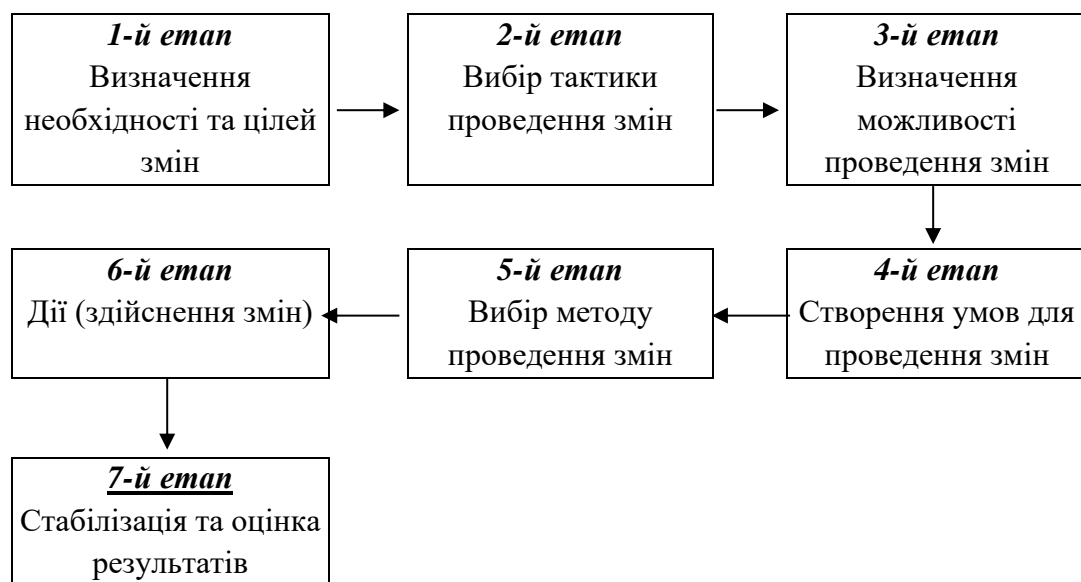 1-й етап
Визначення
необхідності та цілей
змін
2-й етап
Вибір тактики
проведення змін
3-й етап
Визначення
можливості
проведення змін
4-й етап
Створення умов для
проведення змін
5-й етап
Вибір методу
проведення змін
6-й етап
Дії (здійснення змін)
7-й етап
Стабілізація та оцінка
результатів